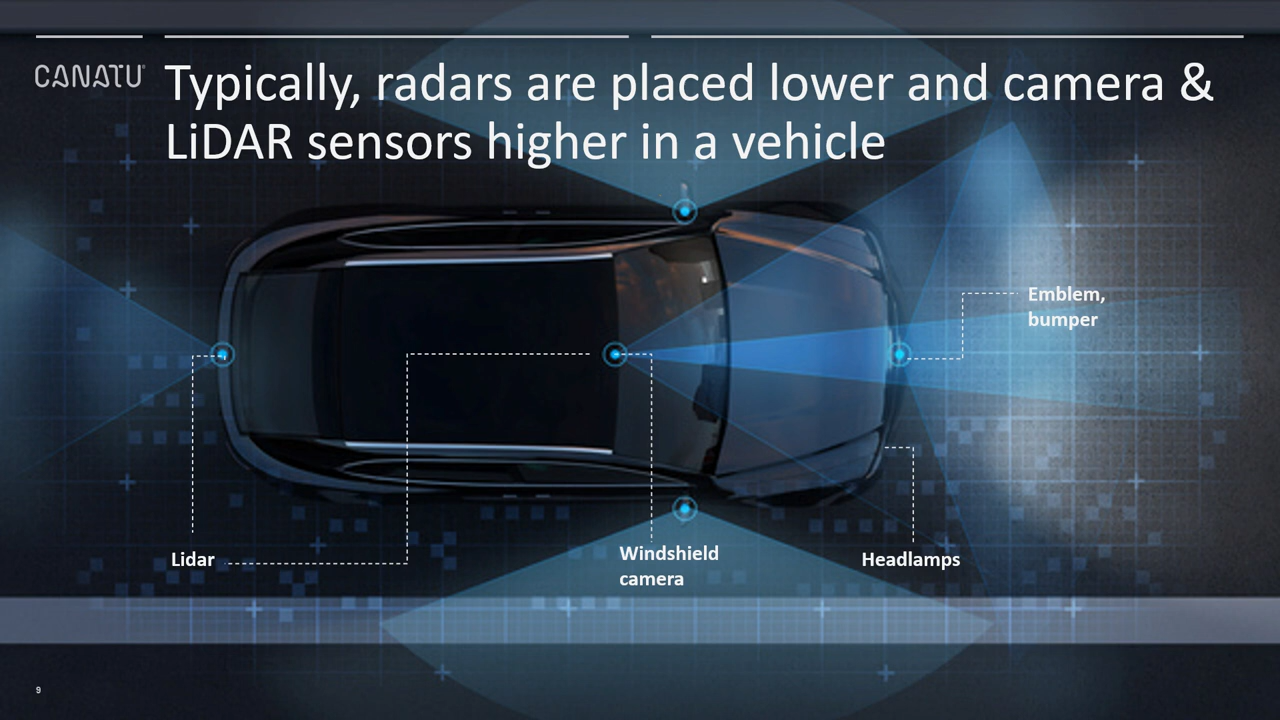 CANATU
Typically, radars are placed lower and camera &
LiDAR sensors higher in a vehicle
Emblem,
bumper
Lidar
Windshield
camera
Headlamps
9